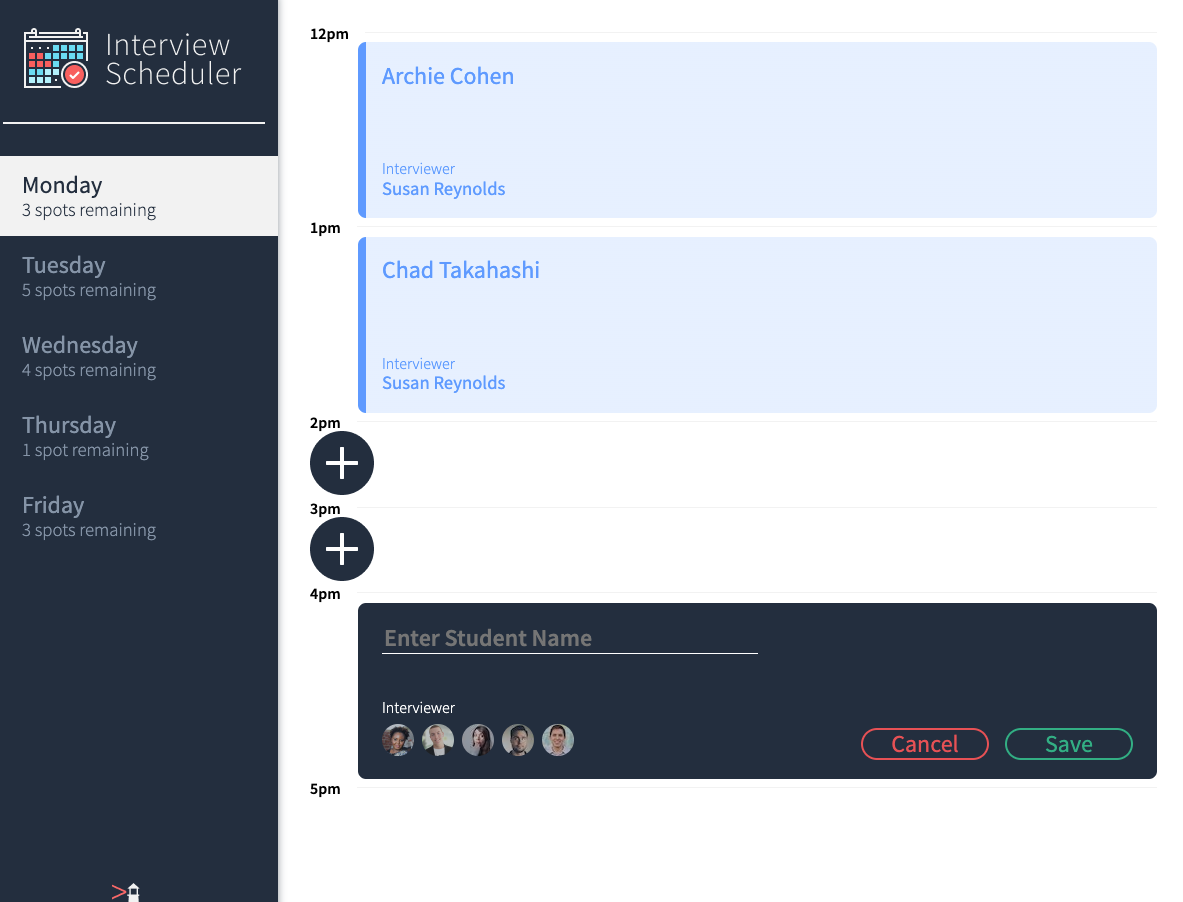 Interview
Scheduler
Monday
3 spots remaining
Tuesday
5 spots remaining
Wednesday
4 spots remaining
Thursday
1 spot remaining
Friday
3 spots remaining
12pm
Archie Cohen
Interviewer
Susan Reynolds
1pm
Chad Takahashi
Interviewer
Susan Reynolds
2pm
3pm
4pm
Enter Student Name
Interviewer
Cancel
Save
5pm